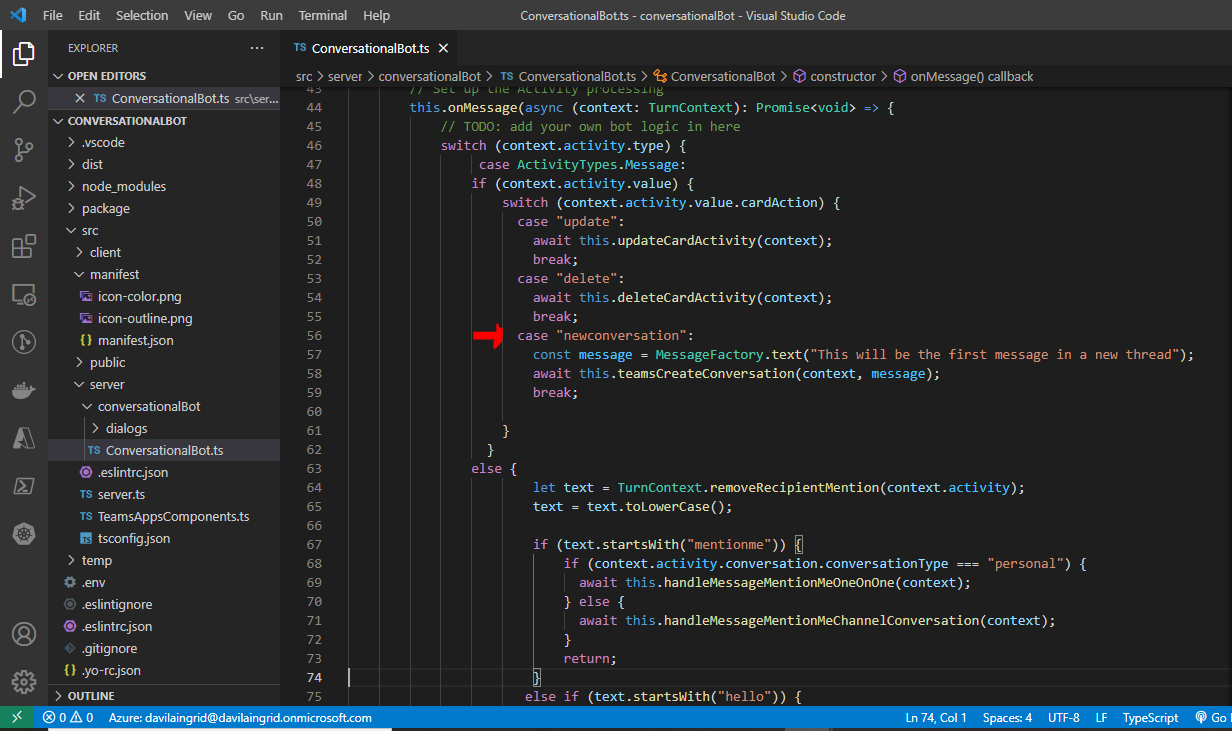 File Edit Selection View Go Run Terminal Help ConversationalBot.ts - conversationalBot - Visual Studio Code
EXPLORER ···
OPEN EDITORS
TS ConversationalBot.ts src\ser...
CONVERSATIONALBOT
.vscode
dist
node_modules
package
src
client
manifest
icon-color.png
icon-outline.png
{} manifest.json
public
server
conversationalBot
dialogs
TS ConversationalBot.ts
.eslintrc.json
TS server.ts
TS TeamsAppsComponents.ts
TS tsconfig.json
temp
.env
.eslintignore
.eslintrc.json
.gitignore
{} .yo-rc.json
OUTLINE
TS ConversationalBot.ts
src > server > conversationalBot > TS ConversationalBot.ts > ConversationalBot > constructor > onMessage() callback
43 // Set up the Activity processing
44 this.onMessage(async (context: TurnContext): Promise<void> => {
45 // TODO: add your own bot logic in here
46 switch (context.activity.type) {
47 case ActivityTypes.Message:
48 if (context.activity.value) {
49 switch (context.activity.value.cardAction) {
50 case "update":
51 await this.updateCardActivity(context);
52 break;
53 case "delete":
54 await this.deleteCardActivity(context);
55 break;
56 case "newconversation":
57 const message = MessageFactory.text("This will be the first message in a new thread");
58 await this.teamsCreateConversation(context, message);
59 break;
60
61 }
62 }
63 else {
64 let text = TurnContext.removeRecipientMention(context.activity);
65 text = text.toLowerCase();
66
67 if (text.startsWith("mentionme")) {
68 if (context.activity.conversation.conversationType === "personal") {
69 await this.handleMessageMentionMeOneOnOne(context);
70 } else {
71 await this.handleMessageMentionMeChannelConversation(context);
72 }
73 return;
74 }
75 else if (text.startsWith("hello")) {
0 0 Azure: davilaingrid@davilaingrid.onmicrosoft.com Ln 74, Col 1 Spaces: 4 UTF-8 LF TypeScript Go